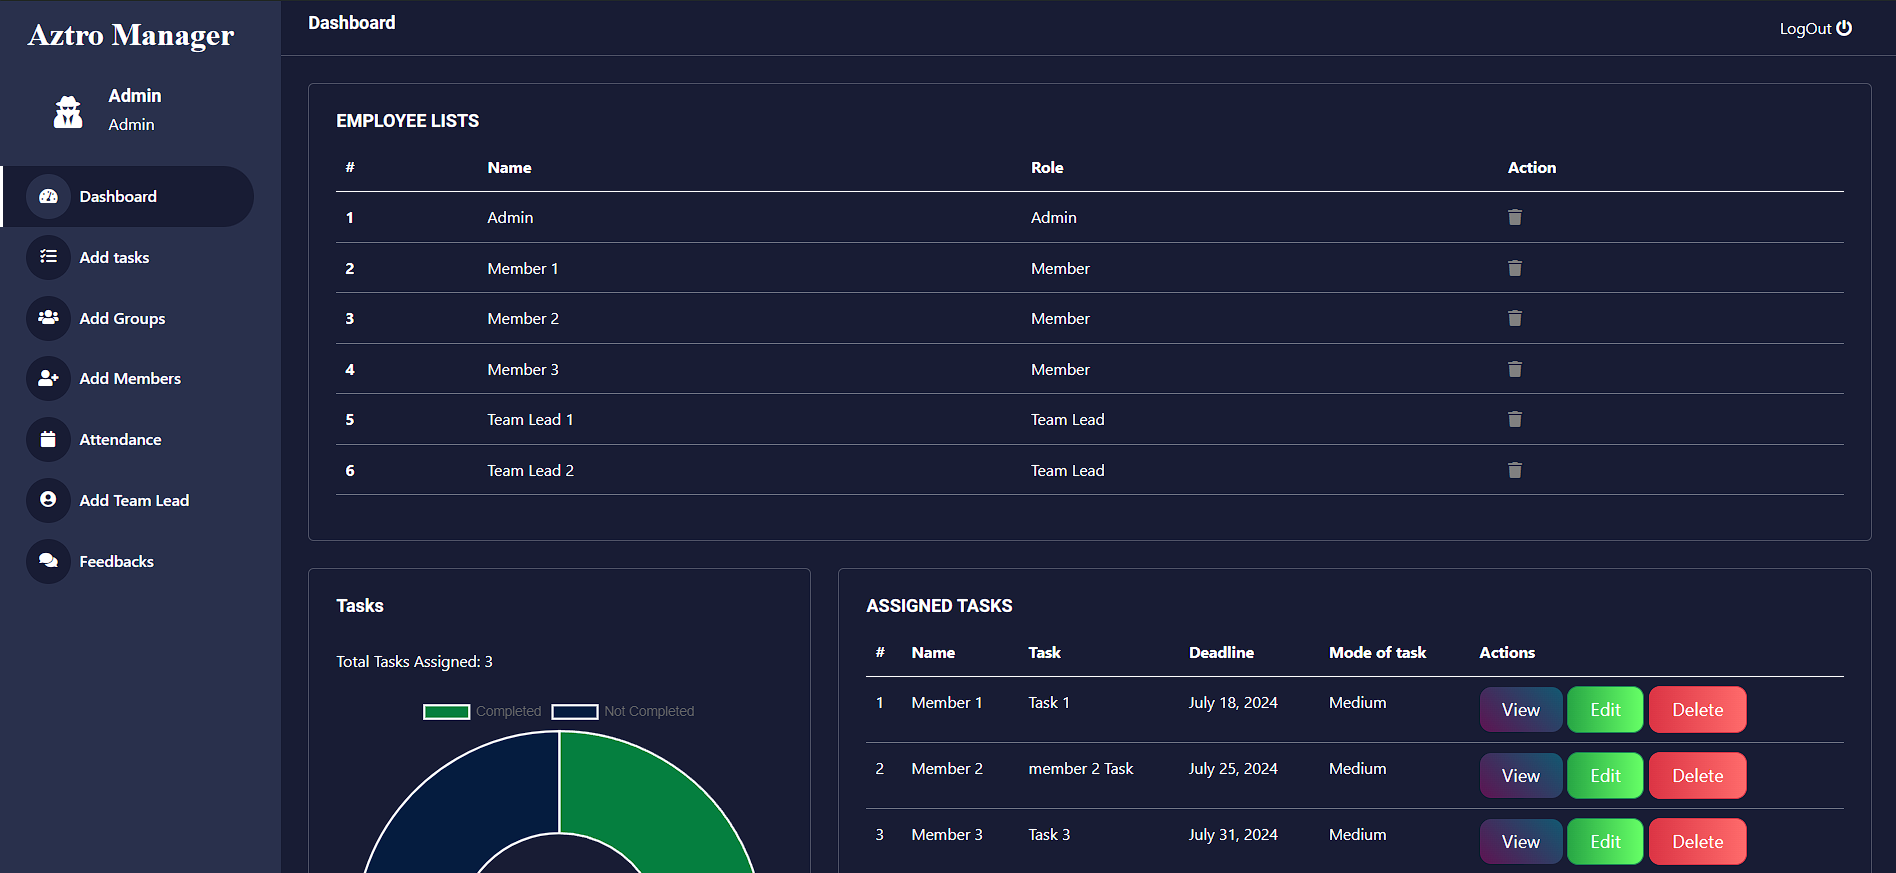 Aztro Manager
Admin
Admin
Dashboard
Add tasks
Add Groups
Add Members
Attendance
Add Team Lead
Feedbacks
Dashboard
LogOut
EMPLOYEE LISTS
# Name Role Action
1 Admin Admin
2 Member 1 Member
3 Member 2 Member
4 Member 3 Member
5 Team Lead 1 Team Lead
6 Team Lead 2 Team Lead
Tasks
Total Tasks Assigned: 3
Completed Not Completed
ASSIGNED TASKS
# Name Task Deadline Mode of task Actions
1 Member 1 Task 1 July 18, 2024 Medium View Edit Delete
2 Member 2 member 2 Task July 25, 2024 Medium View Edit Delete
3 Member 3 Task 3 July 31, 2024 Medium View Edit Delete